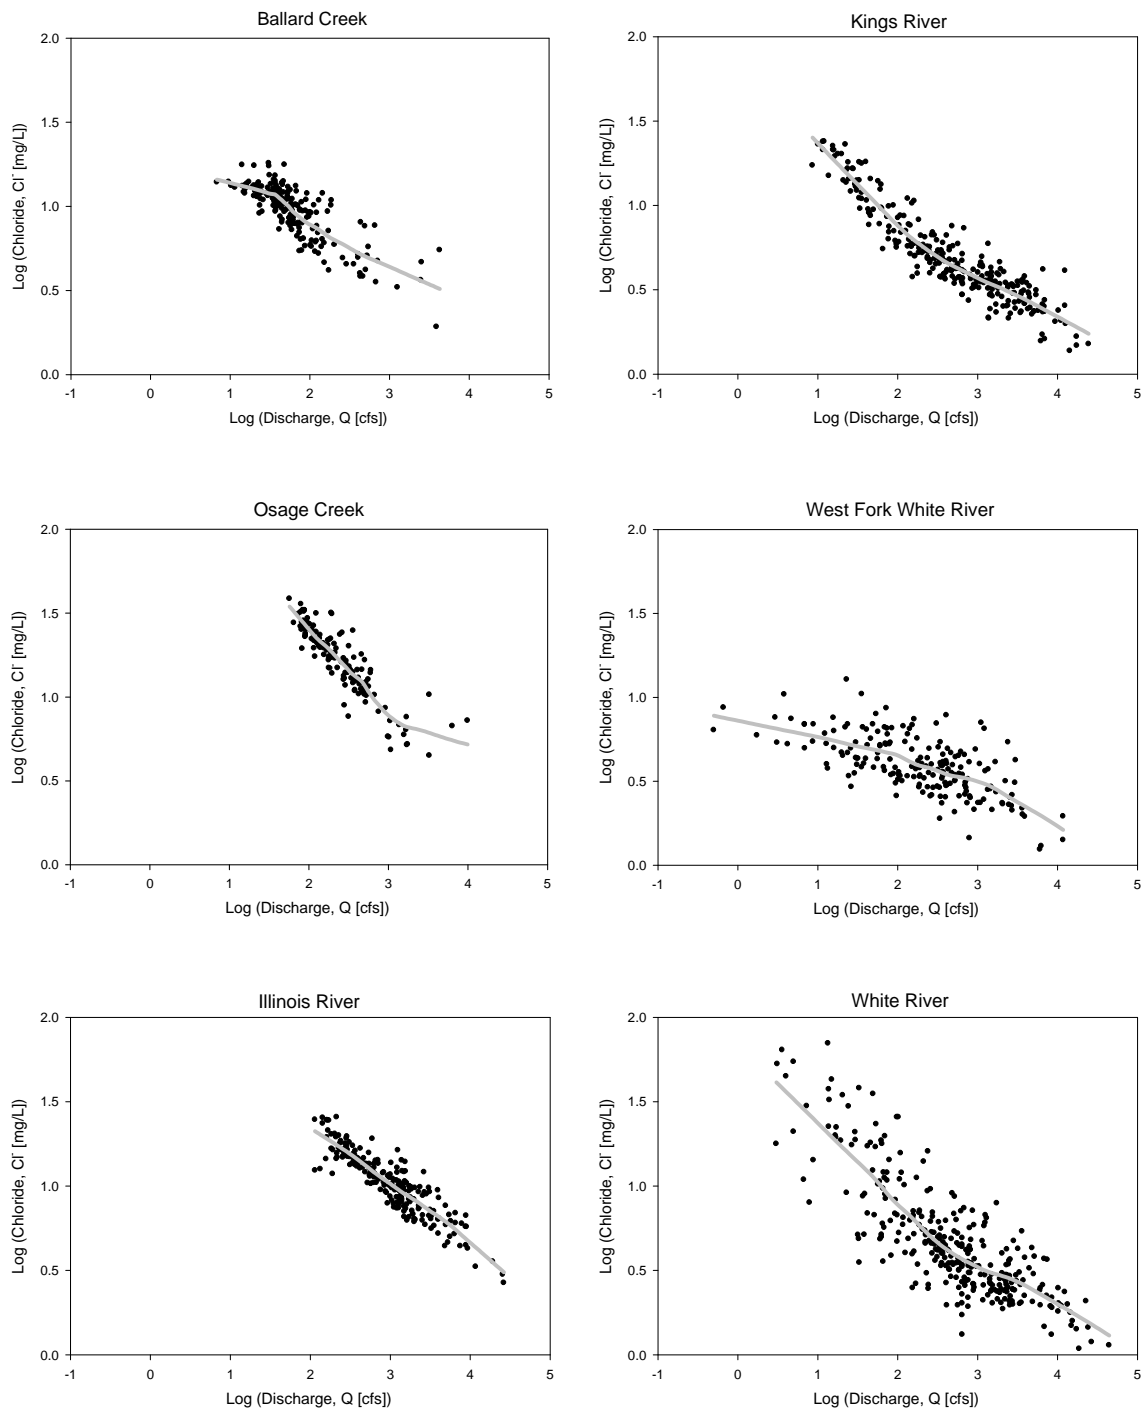 Ballard Creek
Kings River
2.0
1.5
1.0
0.5
0.0
Log (Chloride, Cl⁻ [mg/L])
-1 0 1 2 3 4 5
Log (Discharge, Q [cfs])
2.0
1.5
1.0
0.5
0.0
Log (Chloride, Cl⁻ [mg/L])
-1 0 1 2 3 4 5
Log (Discharge, Q [cfs])
Osage Creek
West Fork White River
2.0
1.5
1.0
0.5
0.0
Log (Chloride, Cl⁻ [mg/L])
-1 0 1 2 3 4 5
Log (Discharge, Q [cfs])
2.0
1.5
1.0
0.5
0.0
Log (Chloride, Cl⁻ [mg/L])
-1 0 1 2 3 4 5
Log (Discharge, Q [cfs])
Illinois River
White River
2.0
1.5
1.0
0.5
0.0
Log (Chloride, Cl⁻ [mg/L])
-1 0 1 2 3 4 5
Log (Discharge, Q [cfs])
2.0
1.5
1.0
0.5
0.0
Log (Chloride, Cl⁻ [mg/L])
-1 0 1 2 3 4 5
Log (Discharge, Q [cfs])